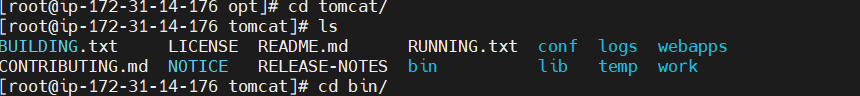 [root@ip-172-31-14-176 opt]# cd tomcat/
[root@ip-172-31-14-176 tomcat]# ls
BUILDING.txt LICENSE README.md RUNNING.txt conf logs webapps
CONTRIBUTING.md NOTICE RELEASE-NOTES bin lib temp work
[root@ip-172-31-14-176 tomcat]# cd bin/